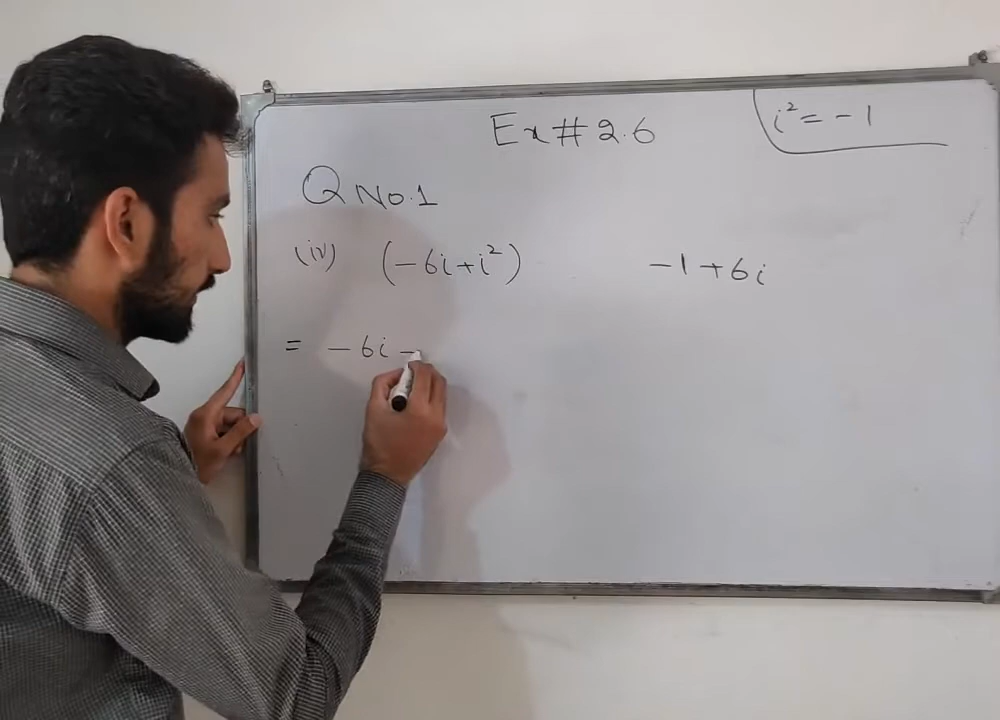 Ex # 2.6
i² = -1
Q No.1
(iv) (-6i+i²) -1+6i
= -6i -